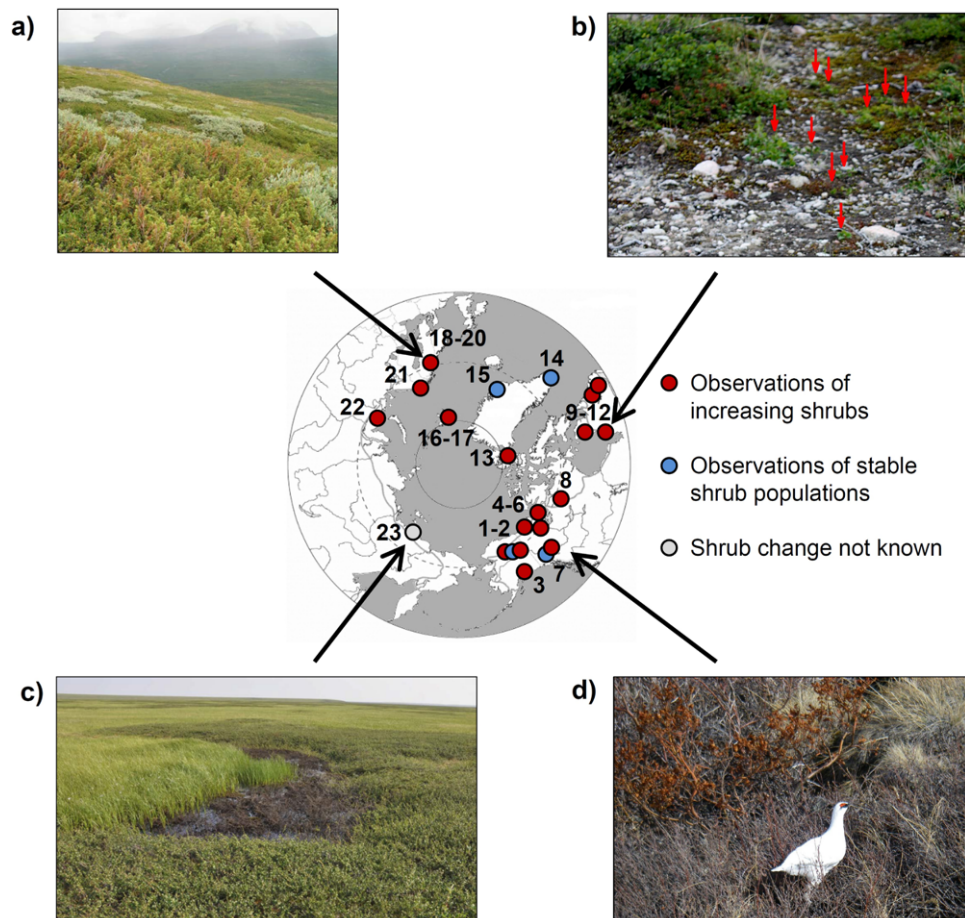 a)
b)
18-20
14
15
21
22
9-12
16-17
13
8
4-6
1-2
23
7
3
Observations of
increasing shrubs
Observations of stable
shrub populations
Shrub change not known
c)
d)